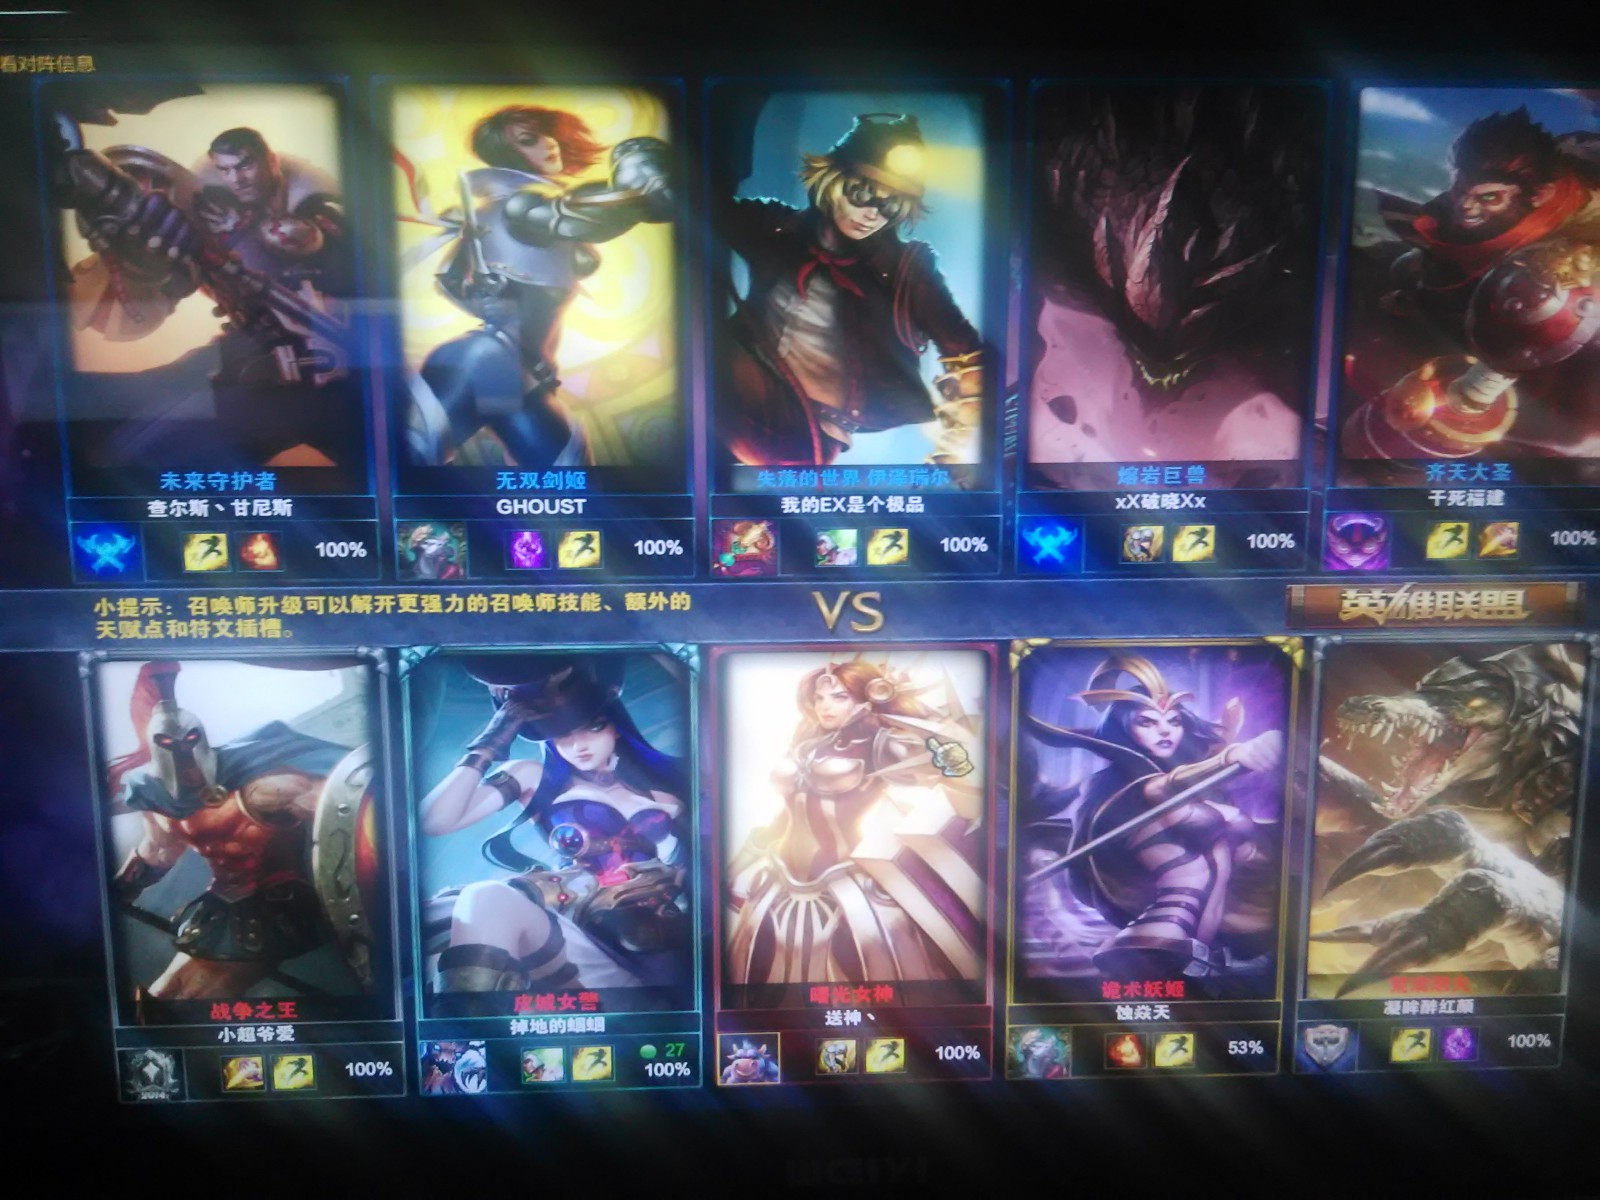 看对阵信息
未来守护者
查尔斯丶甘尼斯
100%
无双剑姬
GHOUST
100%
失落的世界 伊泽瑞尔
我的EX是个极品
100%
熔岩巨兽
xX破晓Xx
100%
齐天大圣
干死福建
100%
小提示：召唤师升级可以解开更强力的召唤师技能、额外的
天赋点和符文插槽。
VS
英雄联盟
战争之王
小超爷爱
2014
100%
皮城女警
掉地的蝈蝈
27
100%
曙光女神
送神丶
100%
诡术妖姬
蚀焱天
53%
凝眸醉红颜
100%